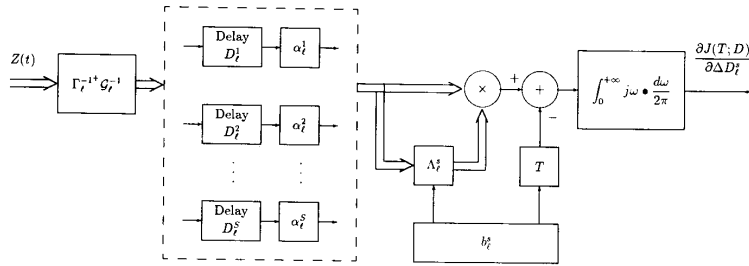 Z(t)
Γ_ℓ^{-1^+} 𝒢_ℓ^{-1}
Delay
D_ℓ^1
α_ℓ^1
Delay
D_ℓ^2
α_ℓ^2
Delay
D_ℓ^S
α_ℓ^S
×
+
+
−
Λ_ℓ^s
T
b_ℓ^s
∫_0^{+∞} jω • dω/2π
∂J(T; D)
∂ΔD_ℓ^s